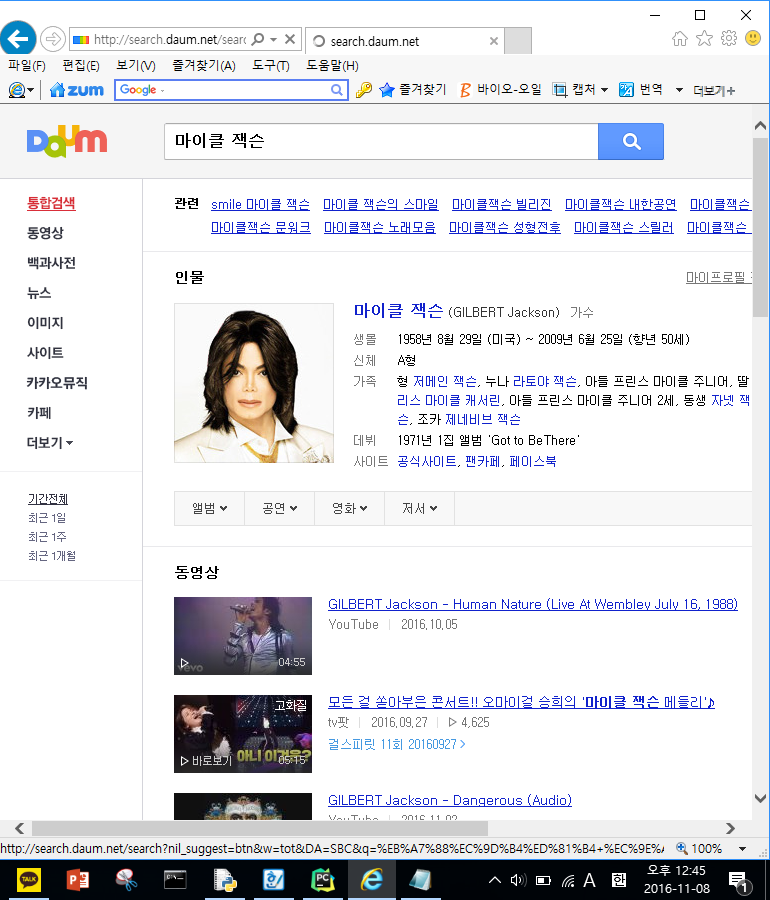 http://search.daum.net/searc
search.daum.net
파일(F) 편집(E) 보기(V) 즐겨찾기(A) 도구(T) 도움말(H)
zum Google 즐겨찾기 바이오-오일 캡처 번역 더보기+
Daum 마이클 잭슨
통합검색
동영상
백과사전
뉴스
이미지
사이트
카카오뮤직
카페
더보기
기간전체
최근 1일
최근 1주
최근 1개월
관련 smile 마이클 잭슨 마이클 잭슨의 스마일 마이클잭슨 빌리진 마이클잭슨 내한공연 마이클잭슨
마이클잭슨 문워크 마이클잭슨 노래모음 마이클잭슨 성형전후 마이클잭슨 스릴러 마이클잭슨
인물 마이프로필
마이클 잭슨 (GILBERT Jackson) 가수
생몰 1958년 8월 29일 (미국) ~ 2009년 6월 25일 (향년 50세)
신체 A형
가족 형 저메인 잭슨, 누나 라토야 잭슨, 아들 프린스 마이클 주니어, 딸
리스 마이클 캐서린, 아들 프린스 마이클 주니어 2세, 동생 자넷 잭
슨, 조카 제네비브 잭슨
데뷔 1971년 1집 앨범 'Got to BeThere'
사이트 공식사이트, 팬카페, 페이스북
앨범 공연 영화 저서
동영상
vevo 04:55
GILBERT Jackson - Human Nature (Live At Wembley July 16, 1988)
YouTube | 2016.10.05
고화질
아니 이걸요?
바로보기 05:15
모든 걸 쏟아부은 콘서트!! 오마이걸 승희의 '마이클 잭슨 메들리'♪
tv팟 | 2016.09.27 | ▷ 4,625
걸스피릿 11회 20160927 >
GILBERT Jackson - Dangerous (Audio)
YouTube | 2016.11.02
http://search.daum.net/search?nil_suggest=btn&w=tot&DA=SBC&q=%EB%A7%88%EC%9D%B4%ED%81%B4+%EC%9E% 100%
TALK
PC
A 한
오후 12:45
2016-11-08
1